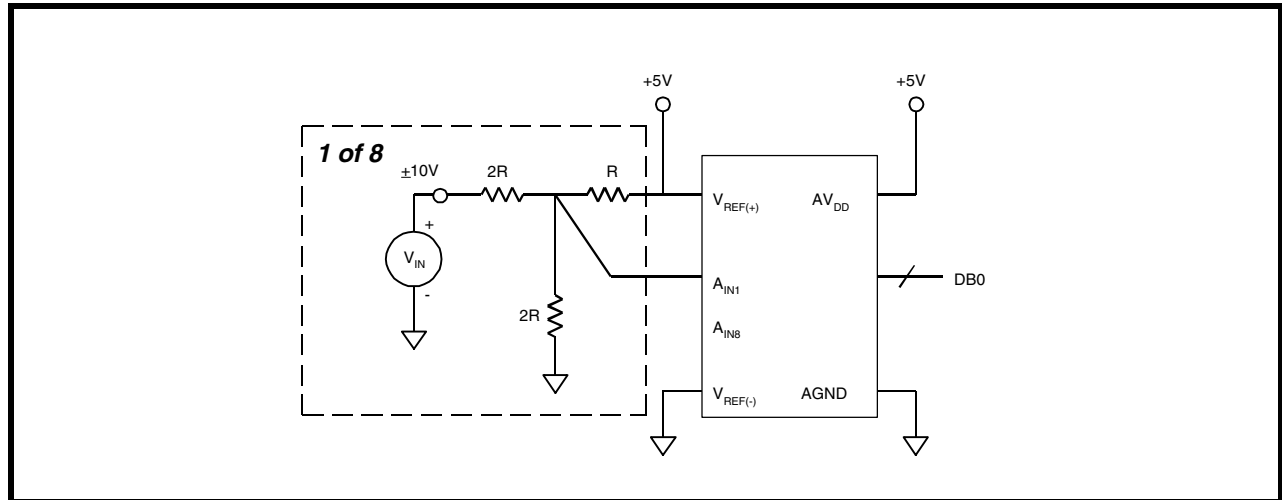 +5V
+5V
1 of 8
±10V
2R
R
+
V_IN
-
2R
V_REF(+)
AV_DD
A_IN1
DB0
A_IN8
V_REF(-)
AGND